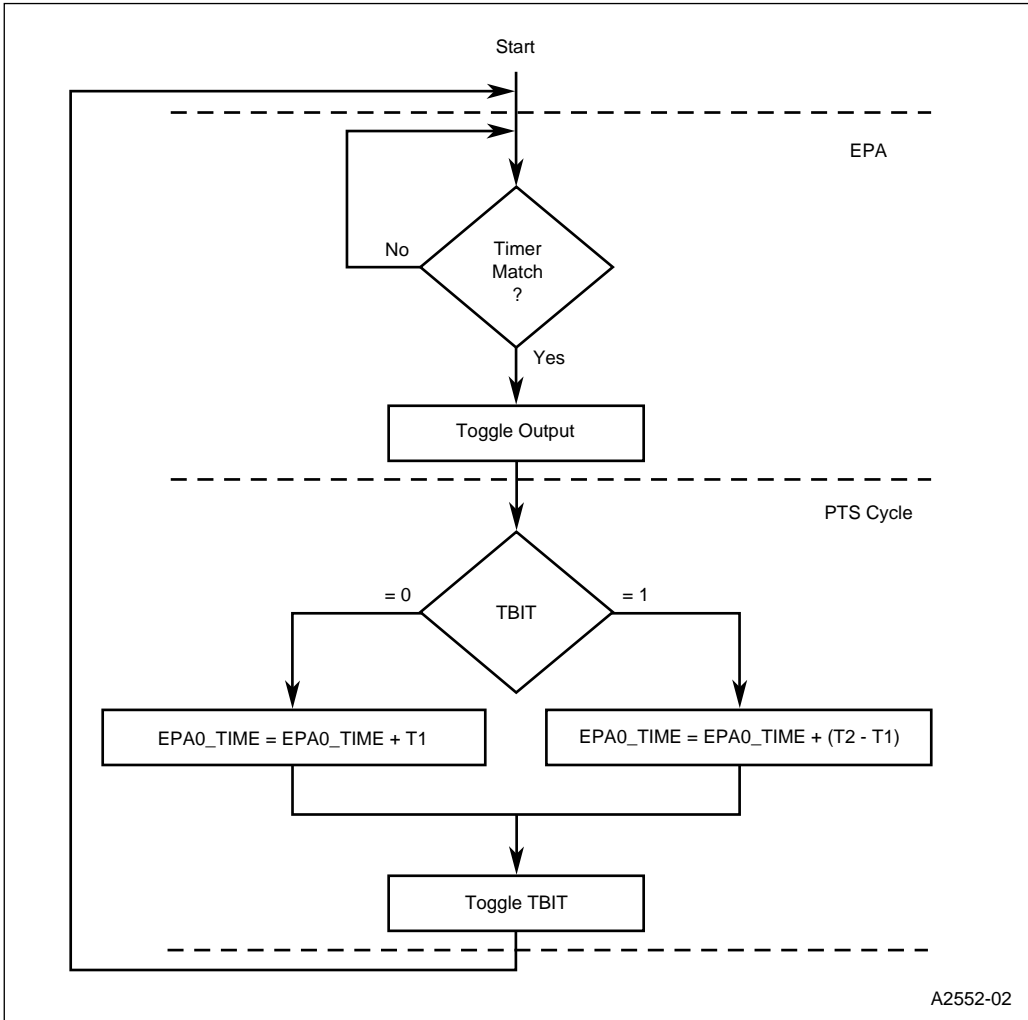 Start
EPA
No
Timer
Match
?
Yes
Toggle Output
PTS Cycle
= 0
TBIT
= 1
EPA0_TIME = EPA0_TIME + T1
EPA0_TIME = EPA0_TIME + (T2 - T1)
Toggle TBIT
A2552-02